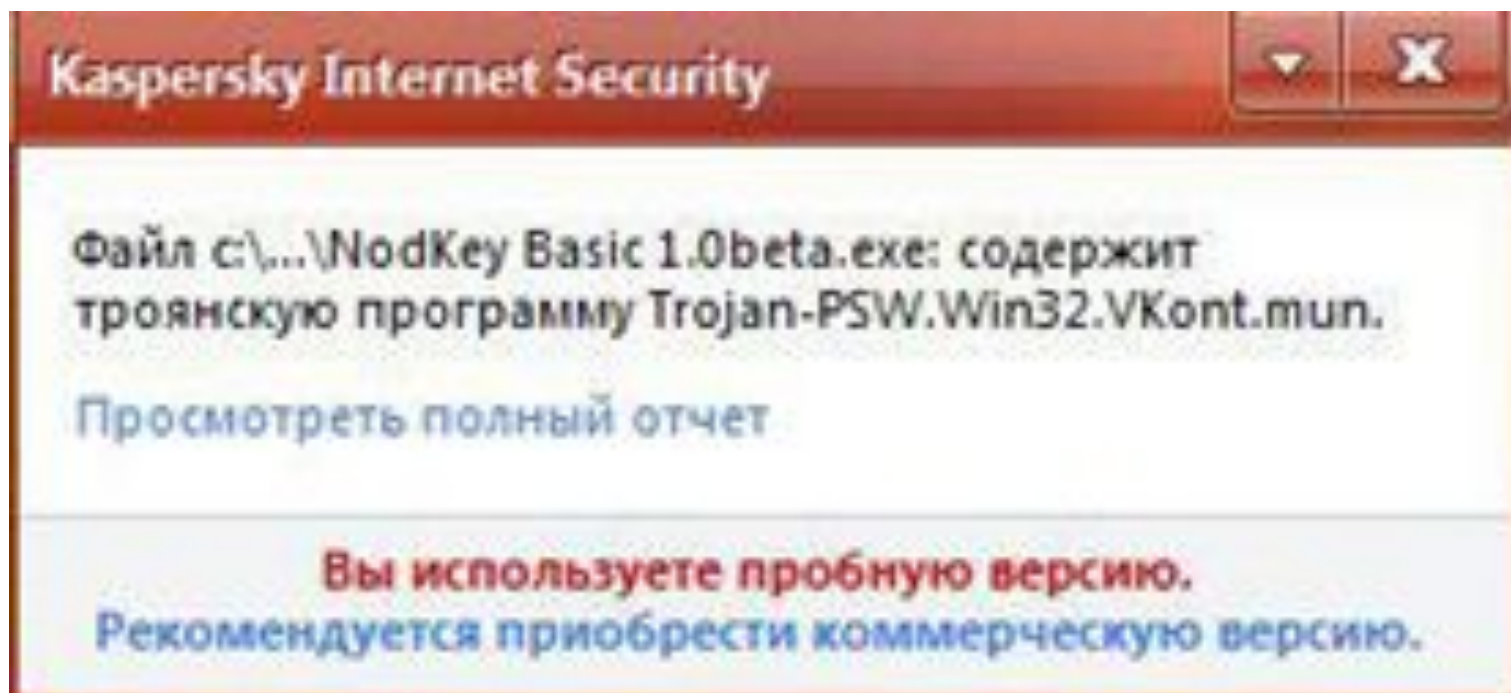 Kaspersky Internet Security
Файл c:\...\NodKey Basic 1.0beta.exe: содержит
троянскую программу Trojan-PSW.Win32.VKont.mun.
Просмотреть полный отчет
Вы используете пробную версию.
Рекомендуется приобрести коммерческую версию.